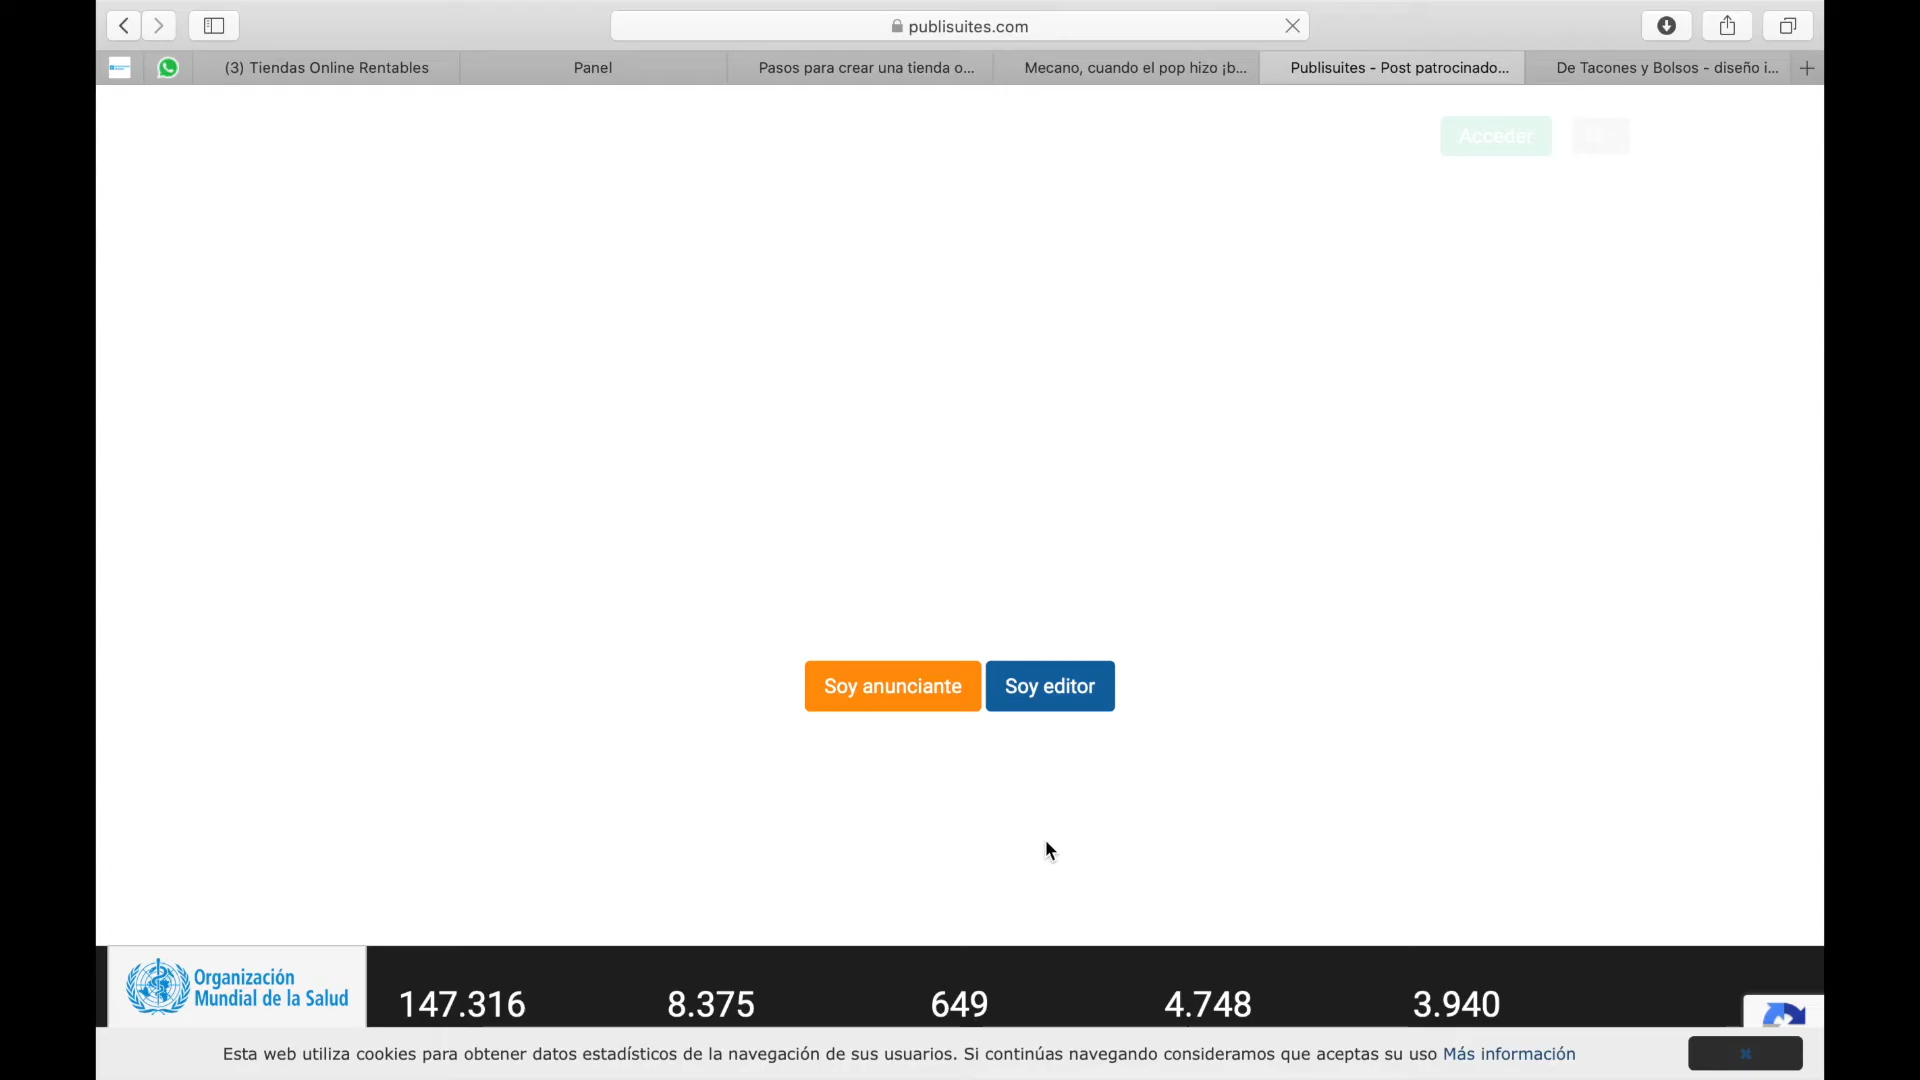 publisuites.com
(3) Tiendas Online Rentables
Panel
Pasos para crear una tienda o...
Mecano, cuando el pop hizo ¡b...
Publisuites - Post patrocinado...
De Tacones y Bolsos - diseño i...
Acceder
Soy anunciante
Soy editor
Organización
Mundial de la Salud
147.316
8.375
649
4.748
3.940
Esta web utiliza cookies para obtener datos estadísticos de la navegación de sus usuarios. Si continúas navegando consideramos que aceptas su uso Más información